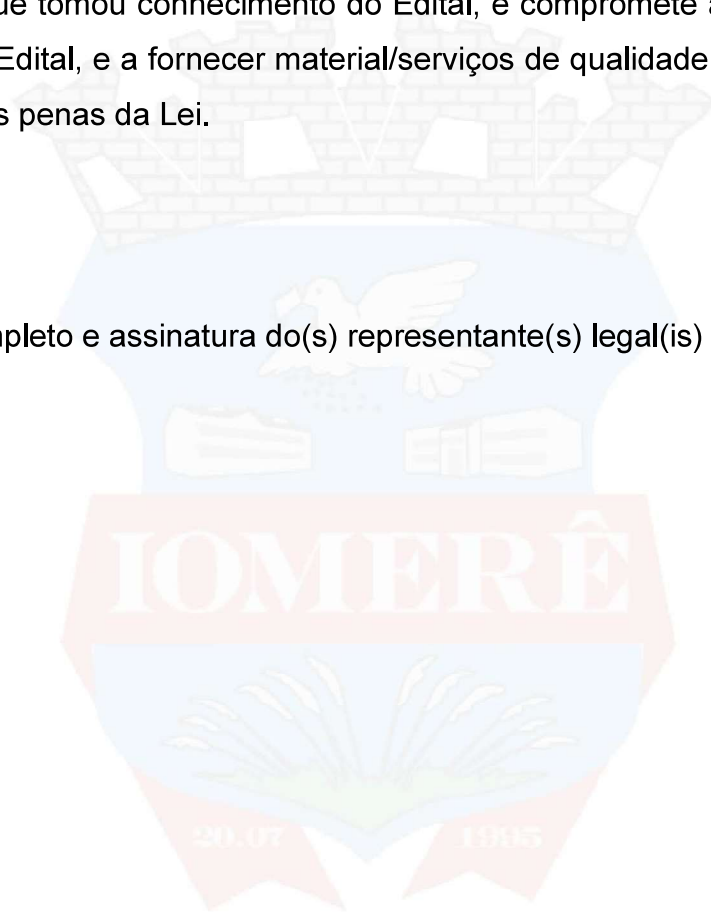 que tomou conhecimento do Edital, e compromete a
Edital, e a fornecer material/serviços de qualidade
s penas da Lei.
pleto e assinatura do(s) representante(s) legal(is)
IOMERÊ
20.07 1995